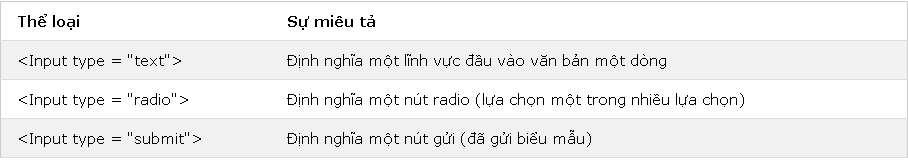 Thể loại Sự miêu tả
<Input type = "text"> Định nghĩa một lĩnh vực đầu vào văn bản một dòng
<Input type = "radio"> Định nghĩa một nút radio (lựa chọn một trong nhiều lựa chọn)
<Input type = "submit"> Định nghĩa một nút gửi (đã gửi biểu mẫu)